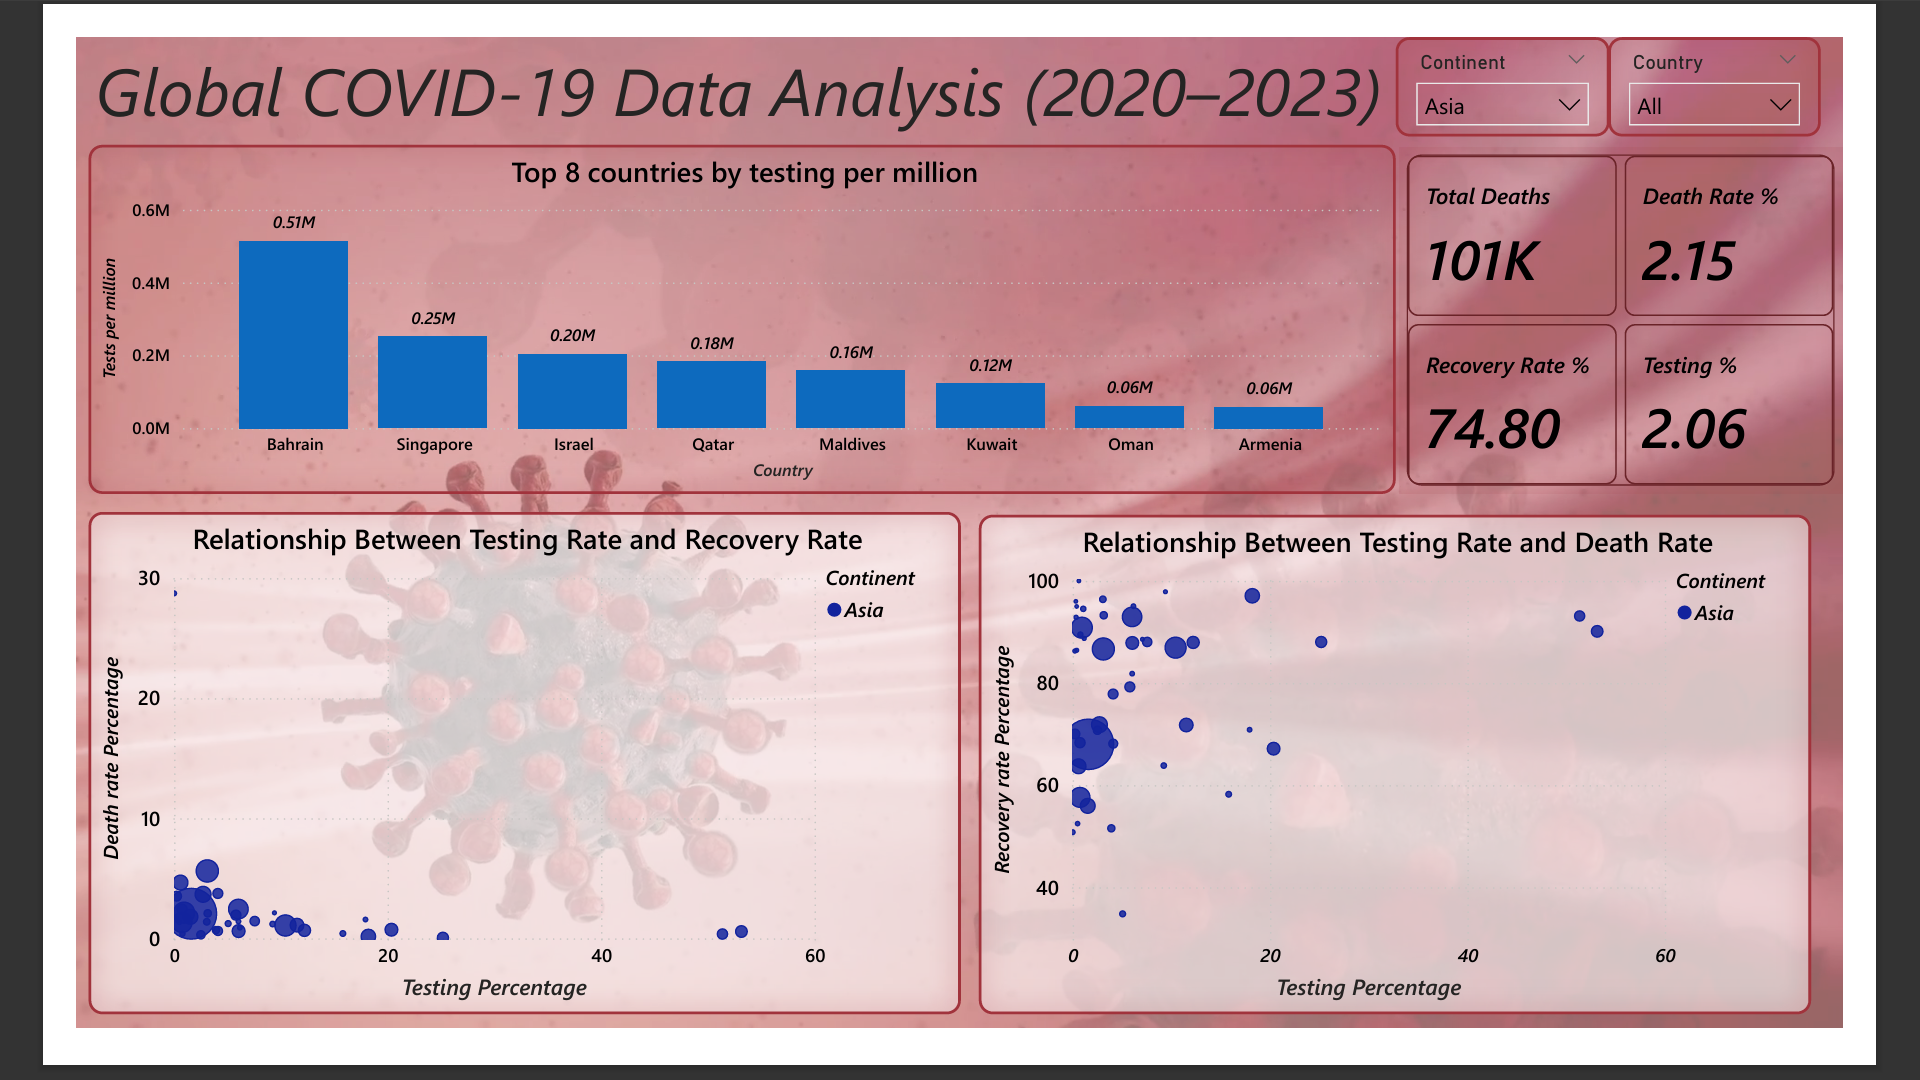 Global COVID-19 Data Analysis (2020–2023)
Continent
Asia
Country
All
Top 8 countries by testing per million
Tests per million
0.6M
0.4M
0.2M
0.0M
0.51M
0.25M
0.20M
0.18M
0.16M
0.12M
0.06M
0.06M
Bahrain
Singapore
Israel
Qatar
Maldives
Kuwait
Oman
Armenia
Country
Total Deaths
101K
Death Rate %
2.15
Recovery Rate %
74.80
Testing %
2.06
Relationship Between Testing Rate and Recovery Rate
Continent
Asia
Death rate Percentage
30
20
10
0
0
20
40
60
Testing Percentage
Relationship Between Testing Rate and Death Rate
Continent
Asia
Recovery rate Percentage
100
80
60
40
0
20
40
60
Testing Percentage